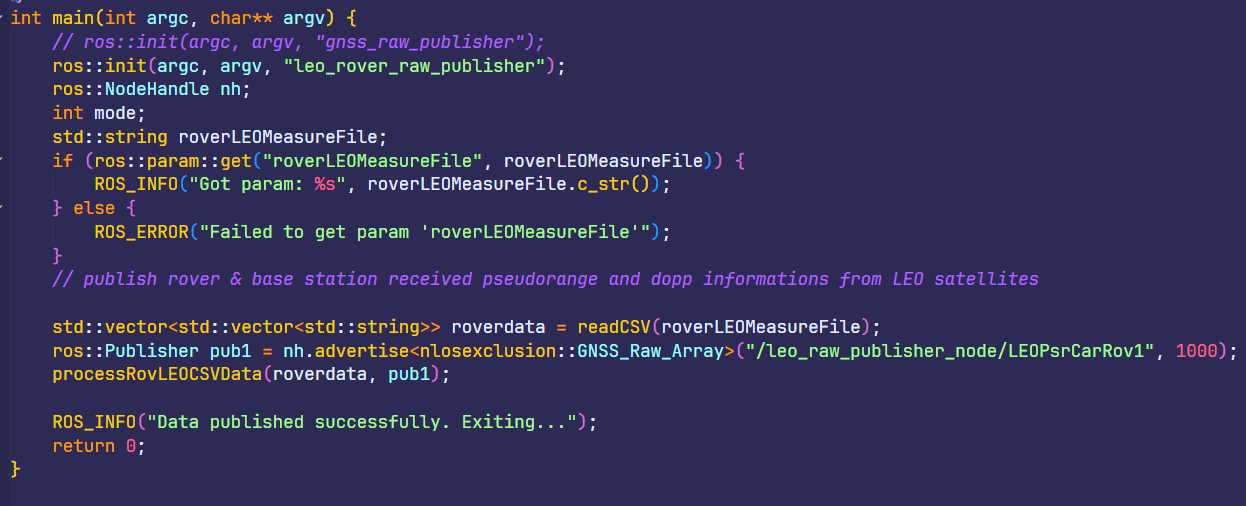 int main(int argc, char** argv) {
    // ros::init(argc, argv, "gnss_raw_publisher");
    ros::init(argc, argv, "leo_rover_raw_publisher");
    ros::NodeHandle nh;
    int mode;
    std::string roverLEOMeasureFile;
    if (ros::param::get("roverLEOMeasureFile", roverLEOMeasureFile)) {
        ROS_INFO("Got param: %s", roverLEOMeasureFile.c_str());
    } else {
        ROS_ERROR("Failed to get param 'roverLEOMeasureFile'");
    }
    // publish rover & base station received pseudorange and dopp informations from LEO satellites
    std::vector<std::vector<std::string>> roverdata = readCSV(roverLEOMeasureFile);
    ros::Publisher pub1 = nh.advertise<nlosexclusion::GNSS_Raw_Array>("/leo_raw_publisher_node/LEOPsrCarRov1", 1000);
    processRovLEOCSVData(roverdata, pub1);
    ROS_INFO("Data published successfully. Exiting...");
    return 0;
}